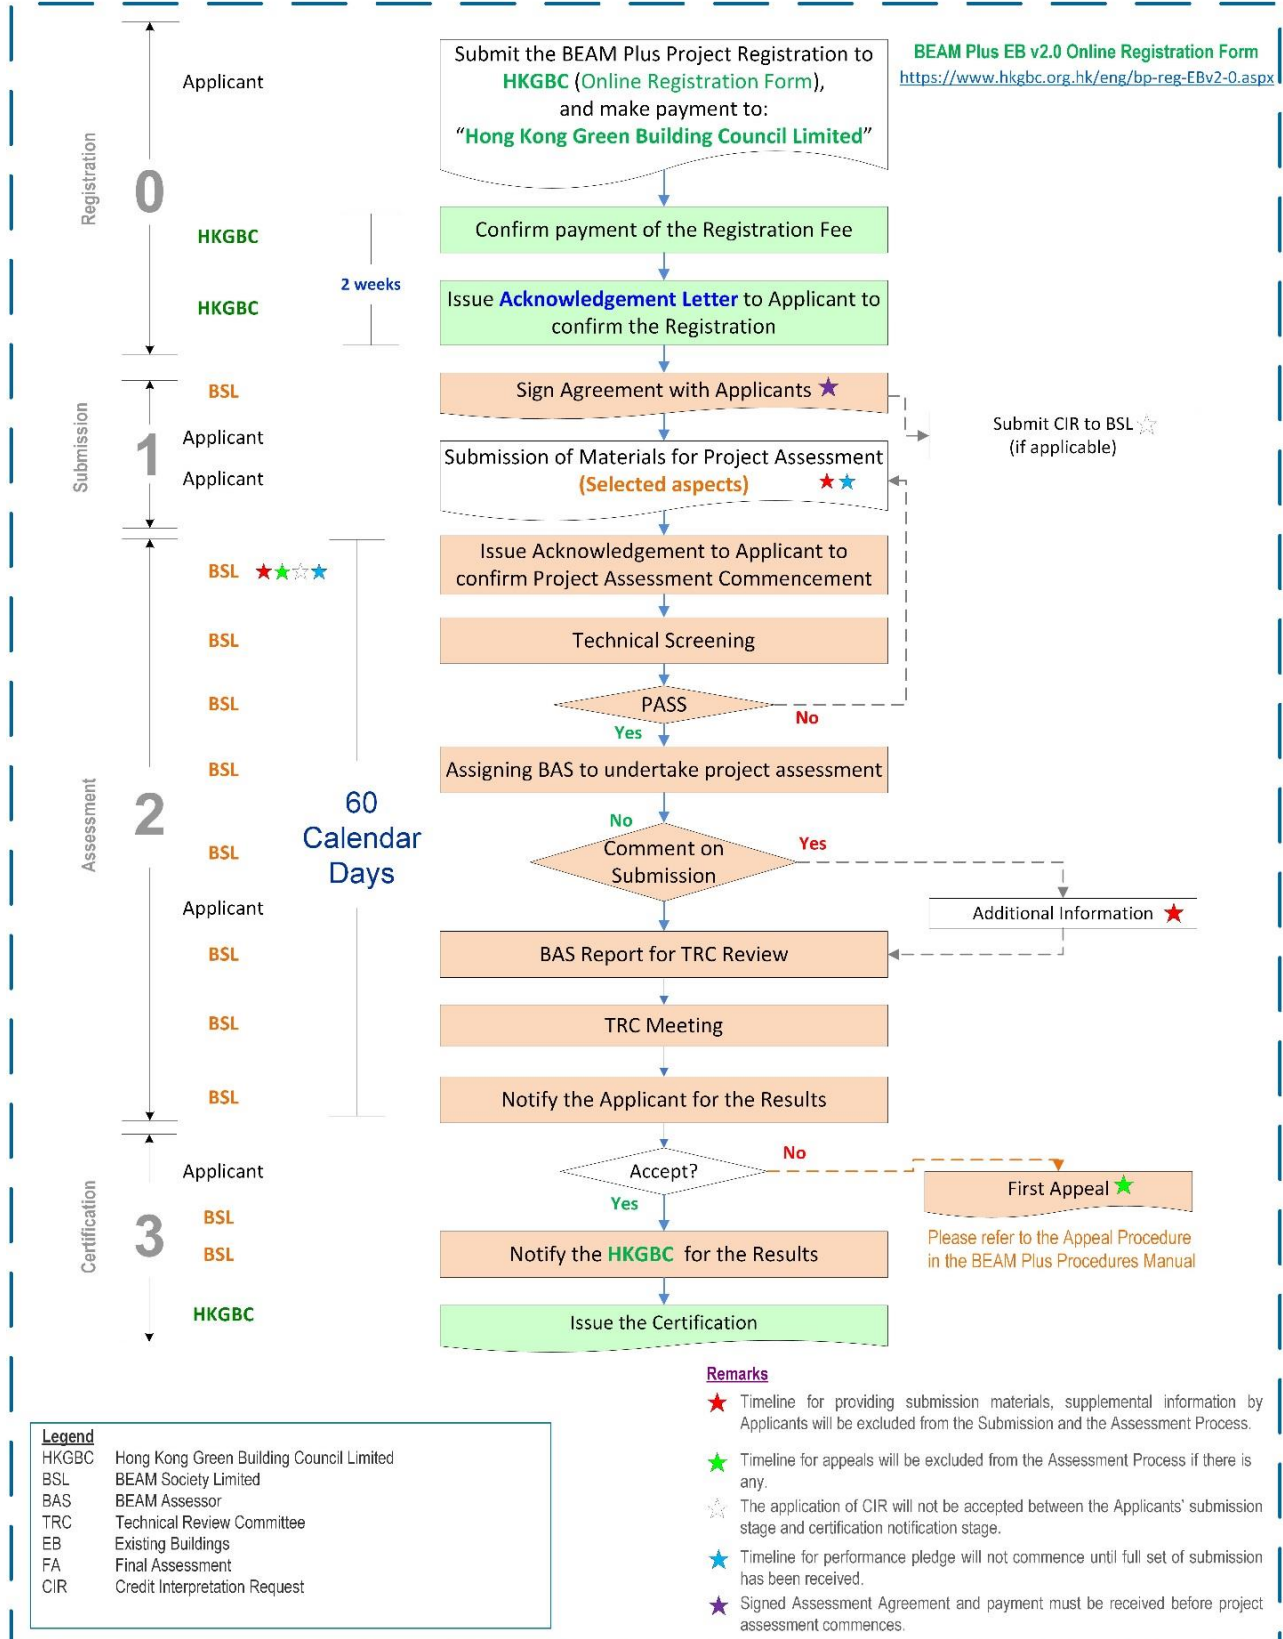 Submit the BEAM Plus Project Registration to
HKGBC (Online Registration Form),
and make payment to:
“Hong Kong Green Building Council Limited”
BEAM Plus EB v2.0 Online Registration Form
https://www.hkgbc.org.hk/eng/bp-reg-EBv2-0.aspx
Registration
0
Applicant
HKGBC
2 weeks
Confirm payment of the Registration Fee
HKGBC
Issue Acknowledgement Letter to Applicant to
confirm the Registration
Submission
1
BSL
Sign Agreement with Applicants
Applicant
Submit CIR to BSL
(if applicable)
Applicant
Submission of Materials for Project Assessment
(Selected aspects)
Assessment
2
60
Calendar
Days
BSL
Issue Acknowledgement to Applicant to
confirm Project Assessment Commencement
BSL
Technical Screening
BSL
PASS
No
Yes
BSL
Assigning BAS to undertake project assessment
No
BSL
Comment on
Submission
Yes
Applicant
Additional Information
BSL
BAS Report for TRC Review
BSL
TRC Meeting
BSL
Notify the Applicant for the Results
Certification
3
Applicant
Accept?
No
Yes
BSL
First Appeal
Please refer to the Appeal Procedure
in the BEAM Plus Procedures Manual
BSL
Notify the HKGBC for the Results
HKGBC
Issue the Certification
Remarks
Timeline for providing submission materials, supplemental information by
Applicants will be excluded from the Submission and the Assessment Process.
Timeline for appeals will be excluded from the Assessment Process if there is
any.
The application of CIR will not be accepted between the Applicants’ submission
stage and certification notification stage.
Timeline for performance pledge will not commence until full set of submission
has been received.
Signed Assessment Agreement and payment must be received before project
assessment commences.
Legend
HKGBC Hong Kong Green Building Council Limited
BSL BEAM Society Limited
BAS BEAM Assessor
TRC Technical Review Committee
EB Existing Buildings
FA Final Assessment
CIR Credit Interpretation Request